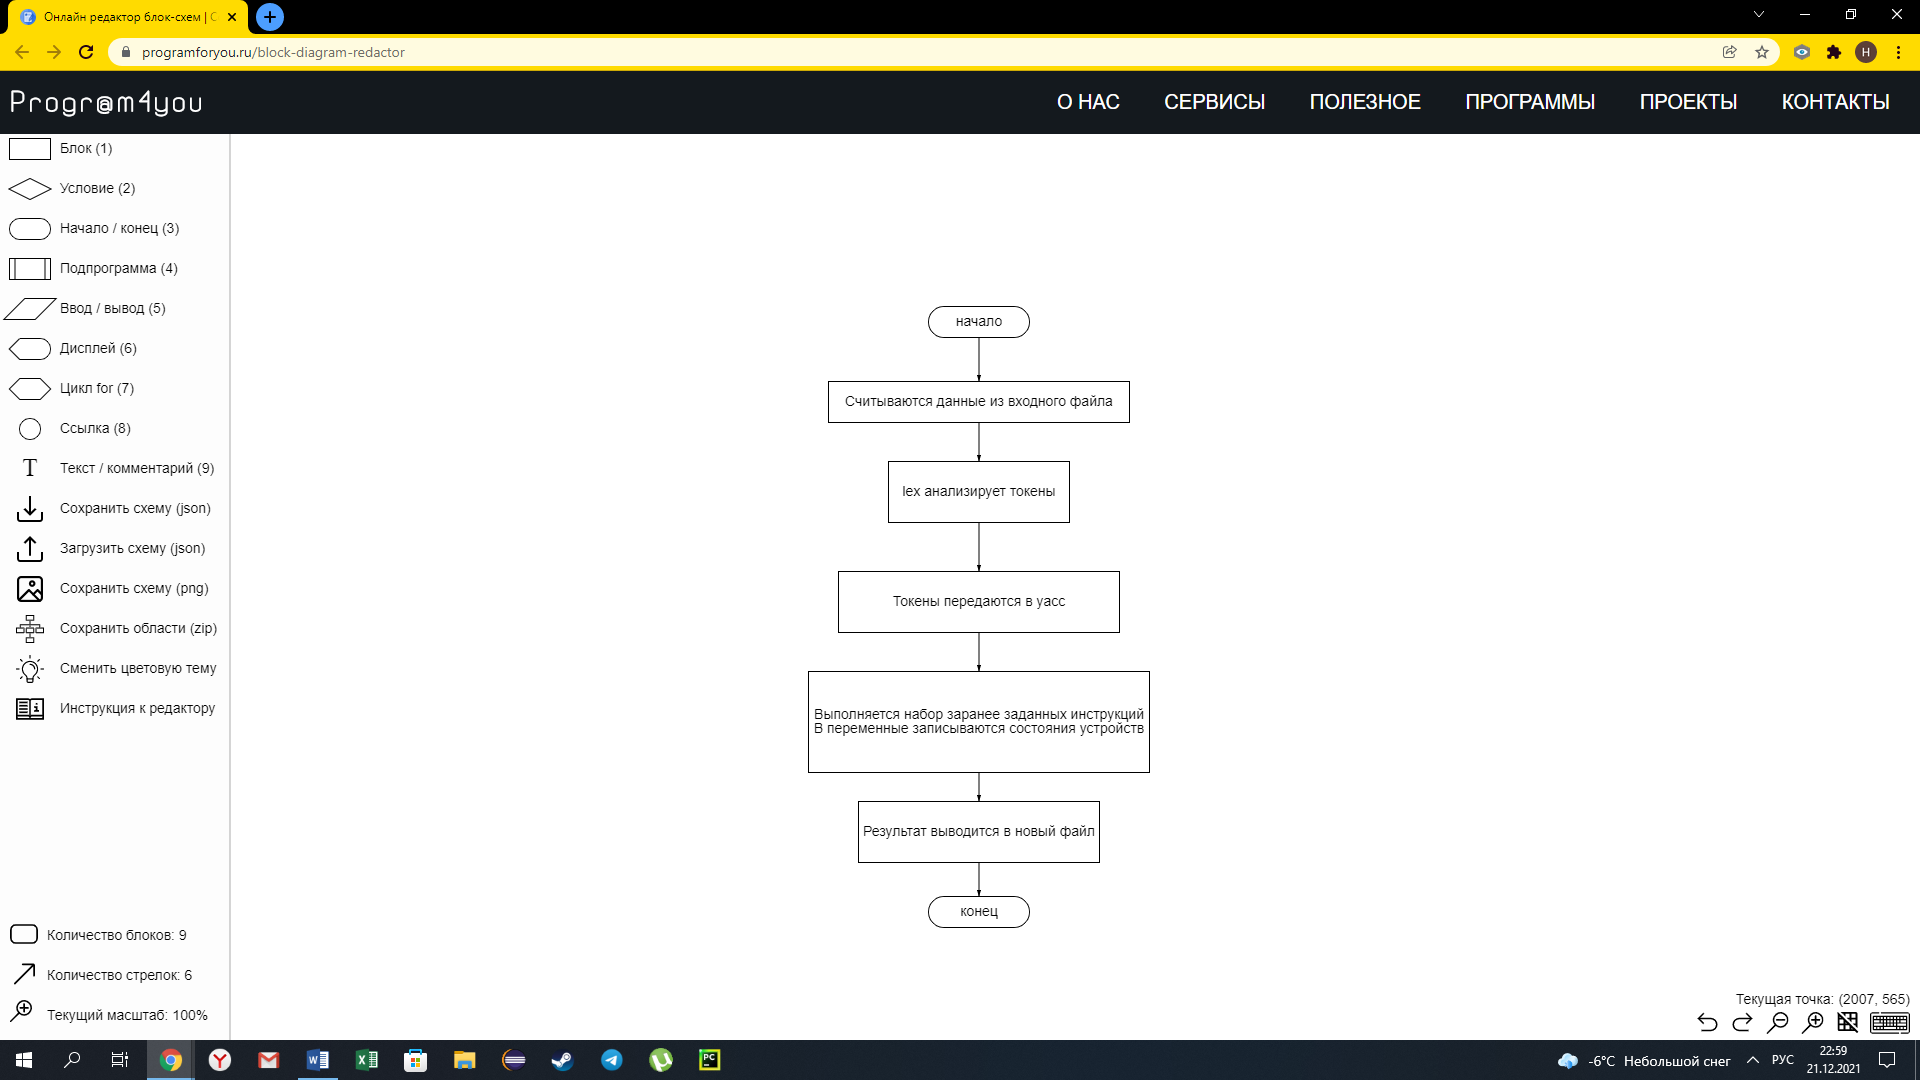 Онлайн редактор блок-схем | С
programforyou.ru/block-diagram-redactor
Н
Progr@m4you
О НАС
СЕРВИСЫ
ПОЛЕЗНОЕ
ПРОГРАММЫ
ПРОЕКТЫ
КОНТАКТЫ
Блок (1)
Условие (2)
Начало / конец (3)
Подпрограмма (4)
Ввод / вывод (5)
Дисплей (6)
Цикл for (7)
Ссылка (8)
T Текст / комментарий (9)
Сохранить схему (json)
Загрузить схему (json)
Сохранить схему (png)
Сохранить области (zip)
Сменить цветовую тему
Инструкция к редактору
начало
Считываются данные из входного файла
lex анализирует токены
Токены передаются в yacc
Выполняется набор заранее заданных инструкций
В переменные записываются состояния устройств
Результат выводится в новый файл
конец
Количество блоков: 9
Количество стрелок: 6
Текущий масштаб: 100%
Текущая точка: (2007, 565)
-6°C Небольшой снег
РУС
22:59
21.12.2021